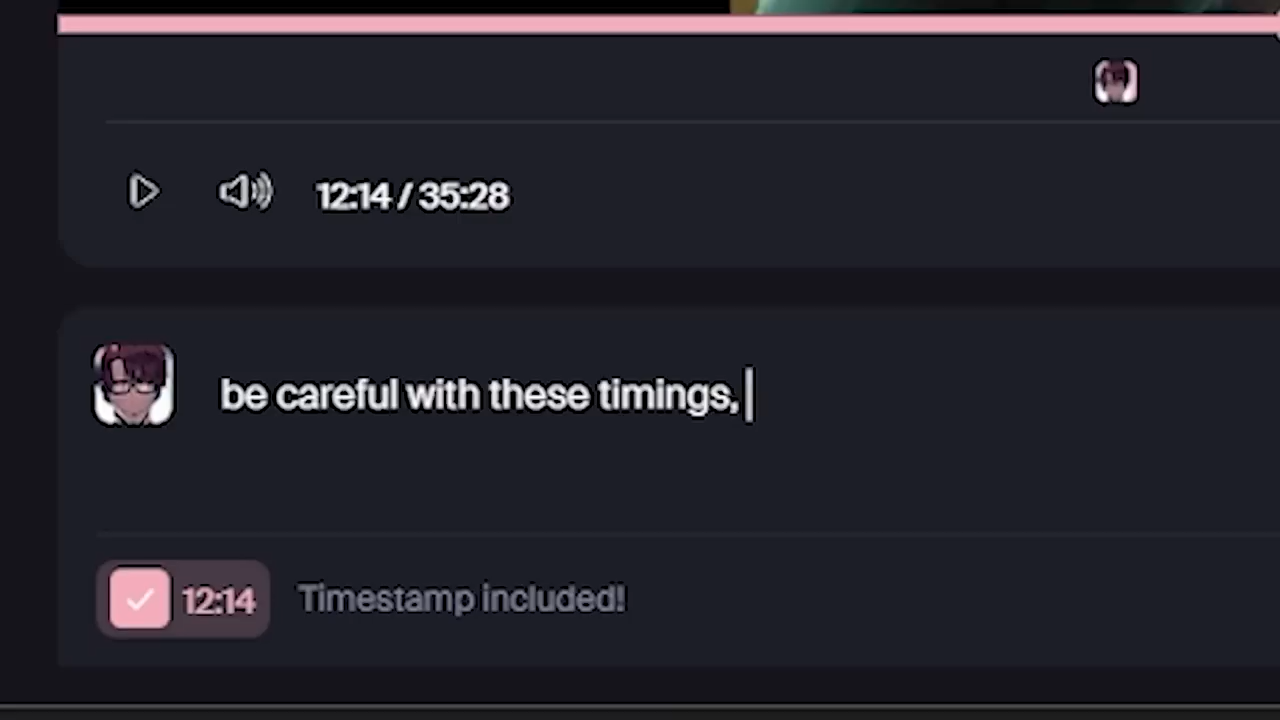 12:14 / 35:28
be careful with these timings,
12:14 Timestamp included!